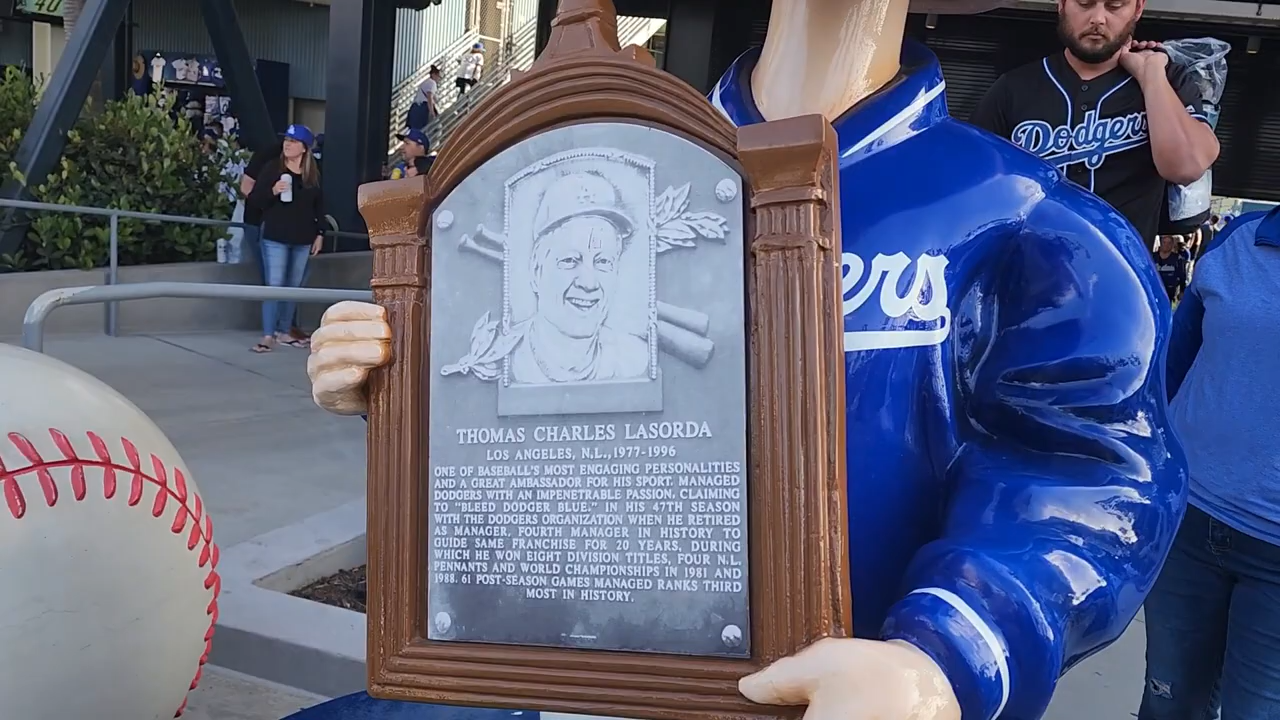 40
Dodgers
ers
THOMAS CHARLES LASORDA
LOS ANGELES, N.L., 1977-1996
ONE OF BASEBALL'S MOST ENGAGING PERSONALITIES
AND A GREAT AMBASSADOR FOR HIS SPORT. MANAGED
DODGERS WITH AN IMPENETRABLE PASSION, CLAIMING
TO "BLEED DODGER BLUE." IN HIS 47TH SEASON
WITH THE DODGERS ORGANIZATION WHEN HE RETIRED
AS MANAGER. FOURTH MANAGER IN HISTORY TO
GUIDE SAME FRANCHISE FOR 20 YEARS, DURING
WHICH HE WON EIGHT DIVISION TITLES, FOUR N.L.
PENNANTS AND WORLD CHAMPIONSHIPS IN 1981 AND
1988. 61 POST-SEASON GAMES MANAGED RANKS THIRD
MOST IN HISTORY.